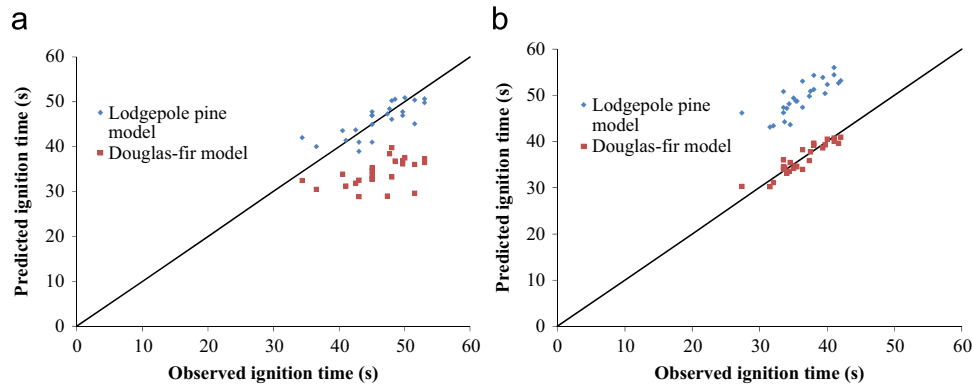 a
60
50
40
30
20
10
0
Predicted ignition time (s)
Lodgepole pine
model
Douglas-fir model
0 10 20 30 40 50 60
Observed ignition time (s)
b
60
50
40
30
20
10
0
Predicted ignition time (s)
Lodgepole pine
model
Douglas-fir model
0 10 20 30 40 50 60
Observed ignition time (s)